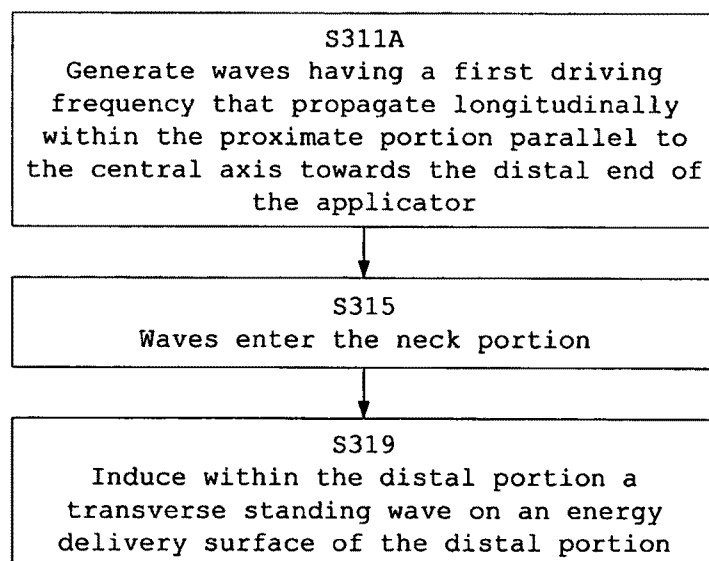 S311A
Generate waves having a first driving
frequency that propagate longitudinally
within the proximate portion parallel to
the central axis towards the distal end of
the applicator
S315
Waves enter the neck portion
S319
Induce within the distal portion a
transverse standing wave on an energy
delivery surface of the distal portion